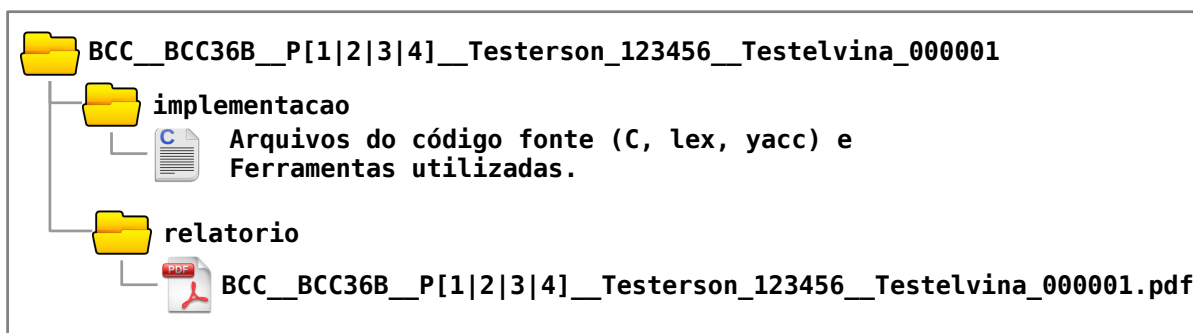 BCC__BCC36B__P[1|2|3|4]__Testerson_123456__Testelvina_000001
implementacao
C
Arquivos do código fonte (C, lex, yacc) e
Ferramentas utilizadas.
relatorio
PDF
BCC__BCC36B__P[1|2|3|4]__Testerson_123456__Testelvina_000001.pdf